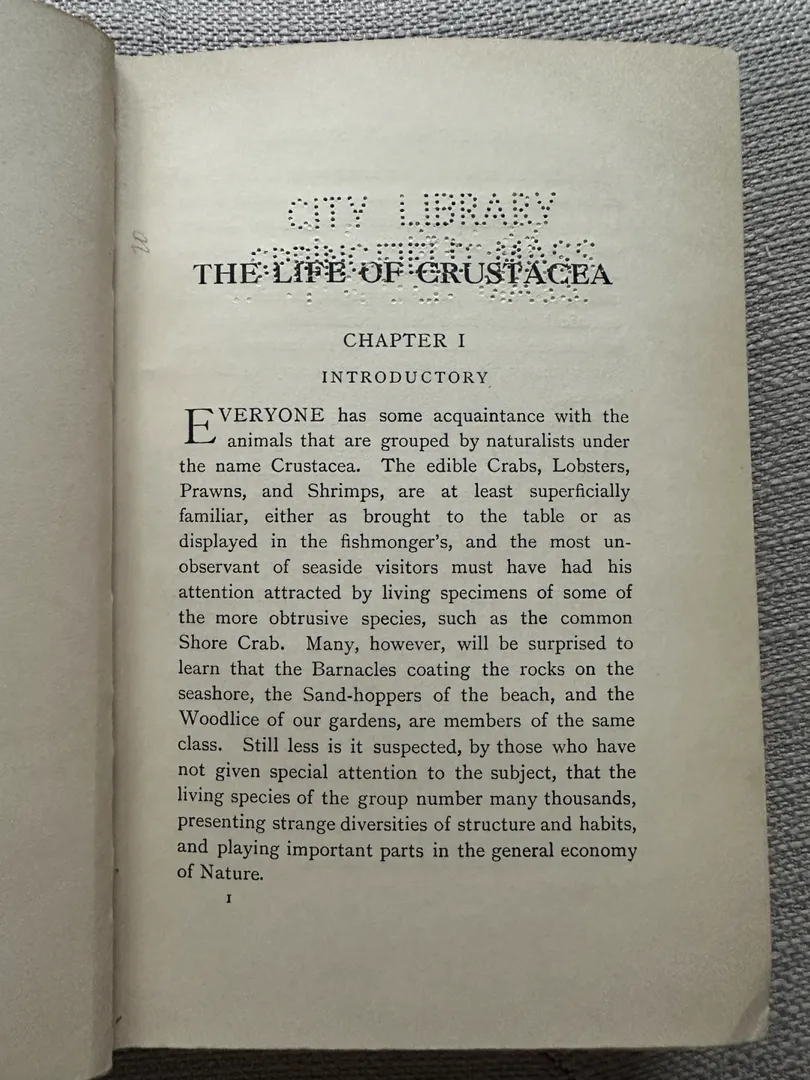 CITY LIBRARY
SPRINGFIELD, MASS
THE LIFE OF CRUSTACEA
CHAPTER I
INTRODUCTORY
EVERYONE has some acquaintance with the
animals that are grouped by naturalists under
the name Crustacea. The edible Crabs, Lobsters,
Prawns, and Shrimps, are at least superficially
familiar, either as brought to the table or as
displayed in the fishmonger's, and the most un-
observant of seaside visitors must have had his
attention attracted by living specimens of some of
the more obtrusive species, such as the common
Shore Crab. Many, however, will be surprised to
learn that the Barnacles coating the rocks on the
seashore, the Sand-hoppers of the beach, and the
Woodlice of our gardens, are members of the same
class. Still less is it suspected, by those who have
not given special attention to the subject, that the
living species of the group number many thousands,
presenting strange diversities of structure and habits,
and playing important parts in the general economy
of Nature.
I